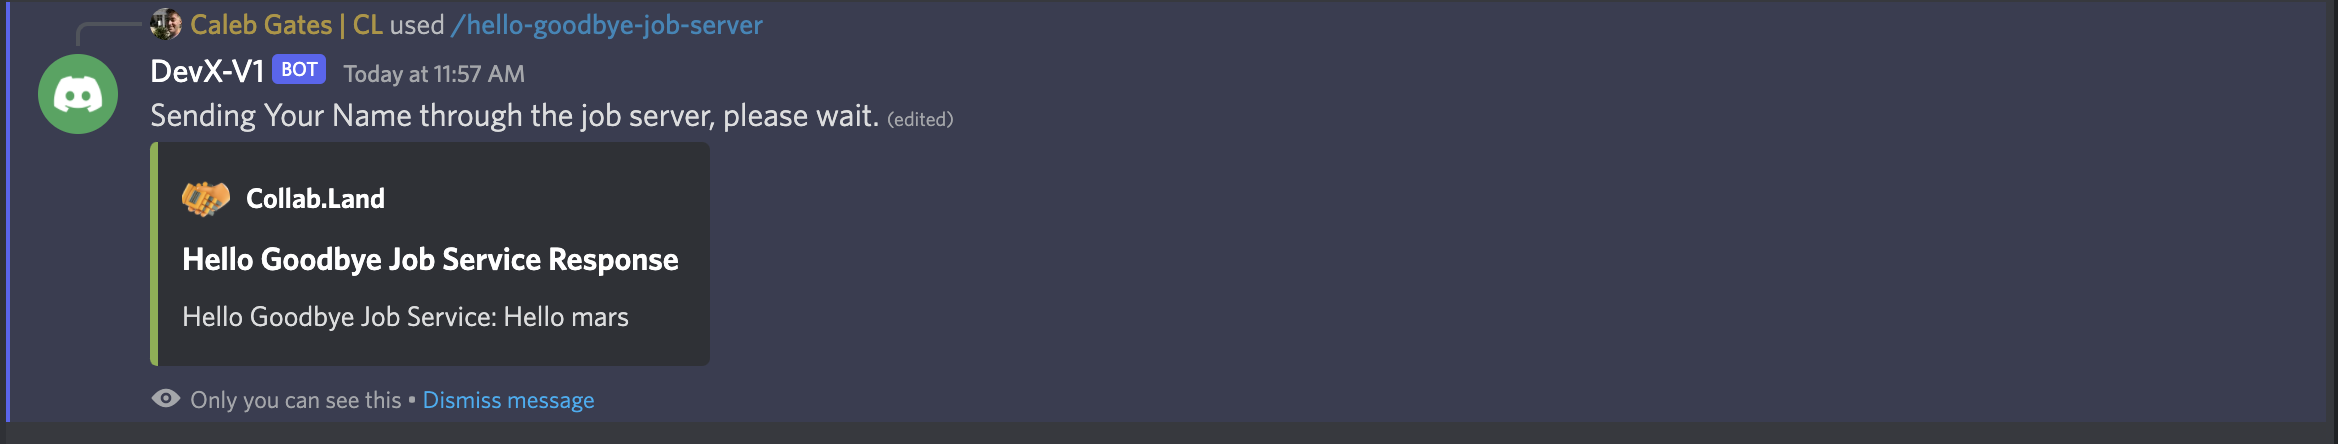 Caleb Gates | CL used /hello-goodbye-job-server
DevX-V1 BOT Today at 11:57 AM
Sending Your Name through the job server, please wait. (edited)
Collab.Land
Hello Goodbye Job Service Response
Hello Goodbye Job Service: Hello mars
Only you can see this • Dismiss message